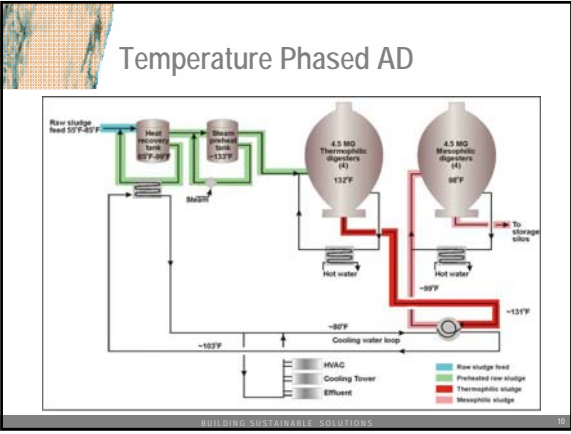 Temperature Phased AD
Raw sludge
feed 55°F-85°F
Heat
recovery
tank
85°F-99°F
Steam
preheat
tank
~133°F
Steam
4.5 MG
Thermophilic
digesters
(4)
132°F
4.5 MG
Mesophilic
digesters
(4)
98°F
To
storage
silos
Hot water
Hot water
~99°F
~131°F
~80°F
Cooling water loop
~103°F
HVAC
Cooling Tower
Effluent
Raw sludge feed
Preheated raw sludge
Thermophilic sludge
Mesophilic sludge
BUILDING SUSTAINABLE SOLUTIONS
10